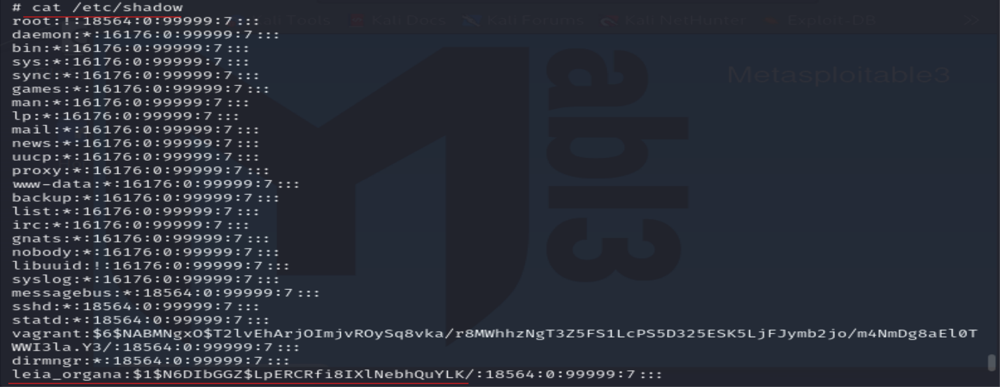 # cat /etc/shadow
root:!:18564:0:99999:7:::
daemon:*:16176:0:99999:7:::
bin:*:16176:0:99999:7:::
sys:*:16176:0:99999:7:::
sync:*:16176:0:99999:7:::
games:*:16176:0:99999:7:::
man:*:16176:0:99999:7:::
lp:*:16176:0:99999:7:::
mail:*:16176:0:99999:7:::
news:*:16176:0:99999:7:::
uucp:*:16176:0:99999:7:::
proxy:*:16176:0:99999:7:::
www-data:*:16176:0:99999:7:::
backup:*:16176:0:99999:7:::
list:*:16176:0:99999:7:::
irc:*:16176:0:99999:7:::
gnats:*:16176:0:99999:7:::
nobody:*:16176:0:99999:7:::
libuuid:!:16176:0:99999:7:::
syslog:*:16176:0:99999:7:::
messagebus:*:18564:0:99999:7:::
sshd:*:18564:0:99999:7:::
statd:*:18564:0:99999:7:::
vagrant:$6$NABMNgxO$T2lvEhArjOImjvROySq8vka/r8MWhhzNgT3Z5FS1LcPS5D325ESK5LjFJymb2jo/m4NmDg8aEl0T
WWI3la.Y3/:18564:0:99999:7:::
dirmngr:*:18564:0:99999:7:::
leia_organa:$1$N6DIbGGZ$LpERCRfi8IXlNebhQuYLK/:18564:0:99999:7:::
Kali Docs
Kali Forums
Kali NetHunter
Exploit-DB
Metasploitable3
abl3